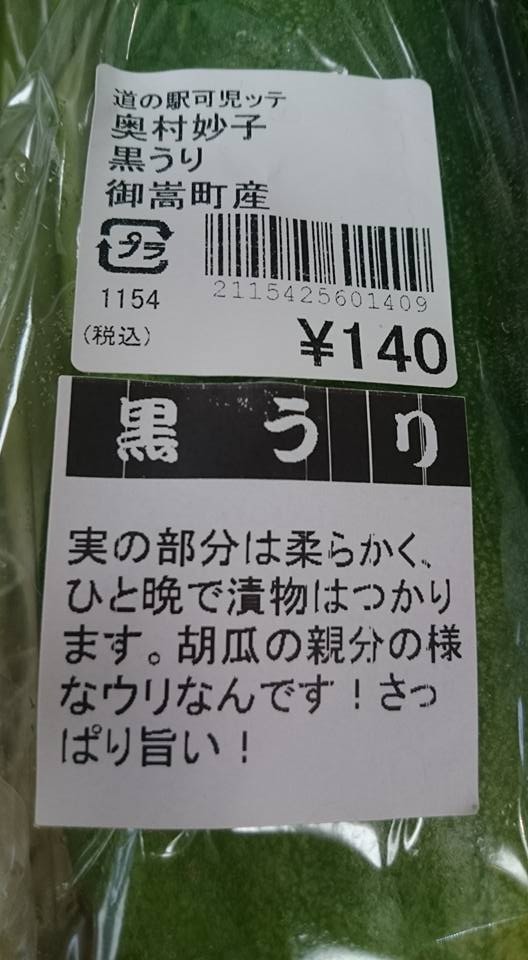 道の駅可児ッテ
奥村妙子
黒うり
御嵩町産
プラ
2115425601409
1154
(税込)
¥140
黒うり
実の部分は柔らかく、
ひと晩で漬物はつかり
ます。胡瓜の親分の様
なウリなんです！さっ
ぱり旨い！